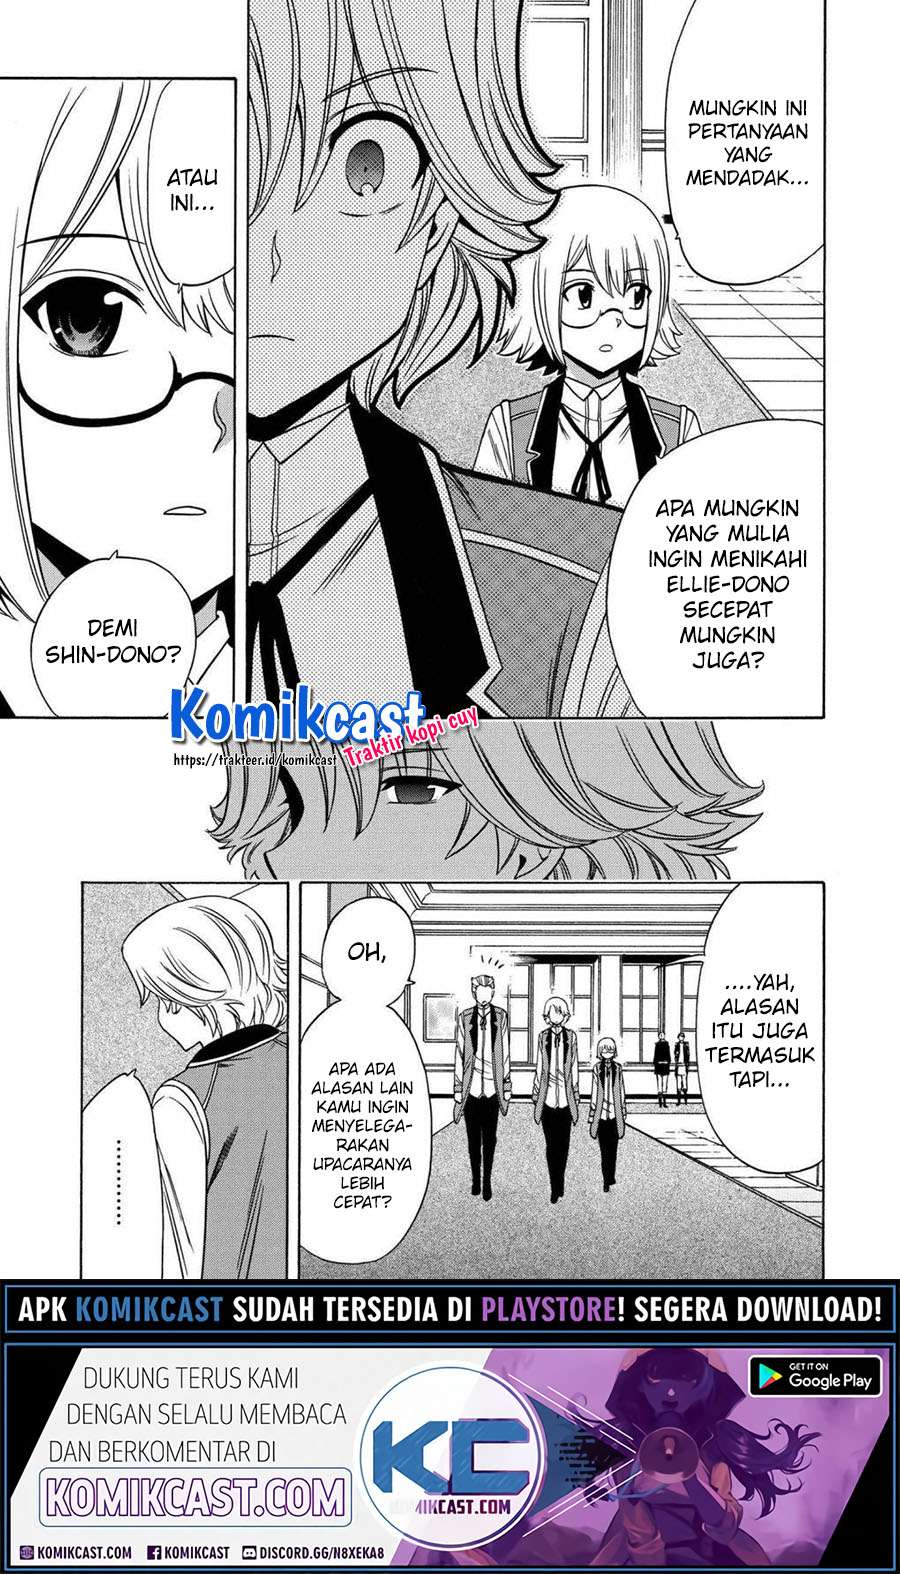 MUNGKIN INI
PERTANYAAN
YANG
MENDADAK...
APA MUNGKIN
YANG MULIA
INGIN MENIKAHI
ELLIE-DONO
SECEPAT
MUNGKIN
JUGA?
ATAU
INI...
DEMI
SHIN-DONO?
Komikcast
Traktir kopi cuy
https://trakteer.id/komikcast
....YAH,
ALASAN
ITU JUGA
TERMASUK
TAPI...
OH,
APA ADA
ALASAN LAIN
KAMU INGIN
MENYELEGA-
RAKAN
UPACARANYA
LEBIH
CEPAT?
.........
APK KOMIKCAST SUDAH TERSEDIA DI PLAYSTORE! SEGERA DOWNLOAD!
DUKUNG TERUS KAMI
DENGAN SELALU MEMBACA
DAN BERKOMENTAR DI
KOMIKCAST.COM
KOMIKCAST.COM KOMIKCAST DISCORD.GG/N8XEKA8
KC
KOMIKCAST.COM
GET IT ON
Google Play